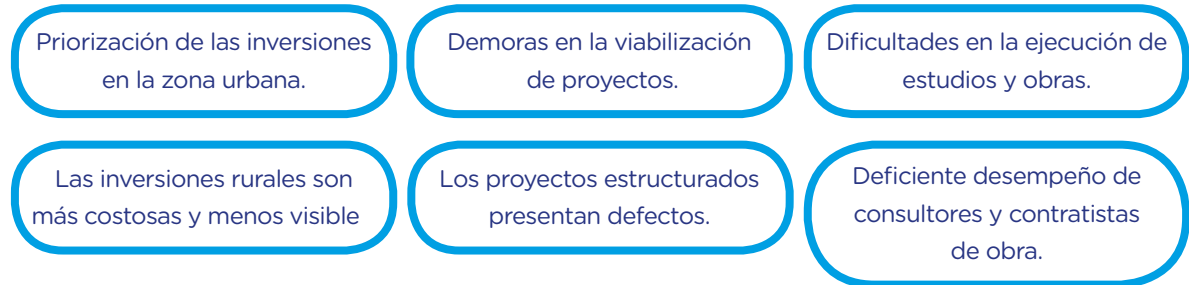 Priorización de las inversiones
en la zona urbana.
Demoras en la viabilización
de proyectos.
Dificultades en la ejecución de
estudios y obras.
Las inversiones rurales son
más costosas y menos visible
Los proyectos estructurados
presentan defectos.
Deficiente desempeño de
consultores y contratistas
de obra.